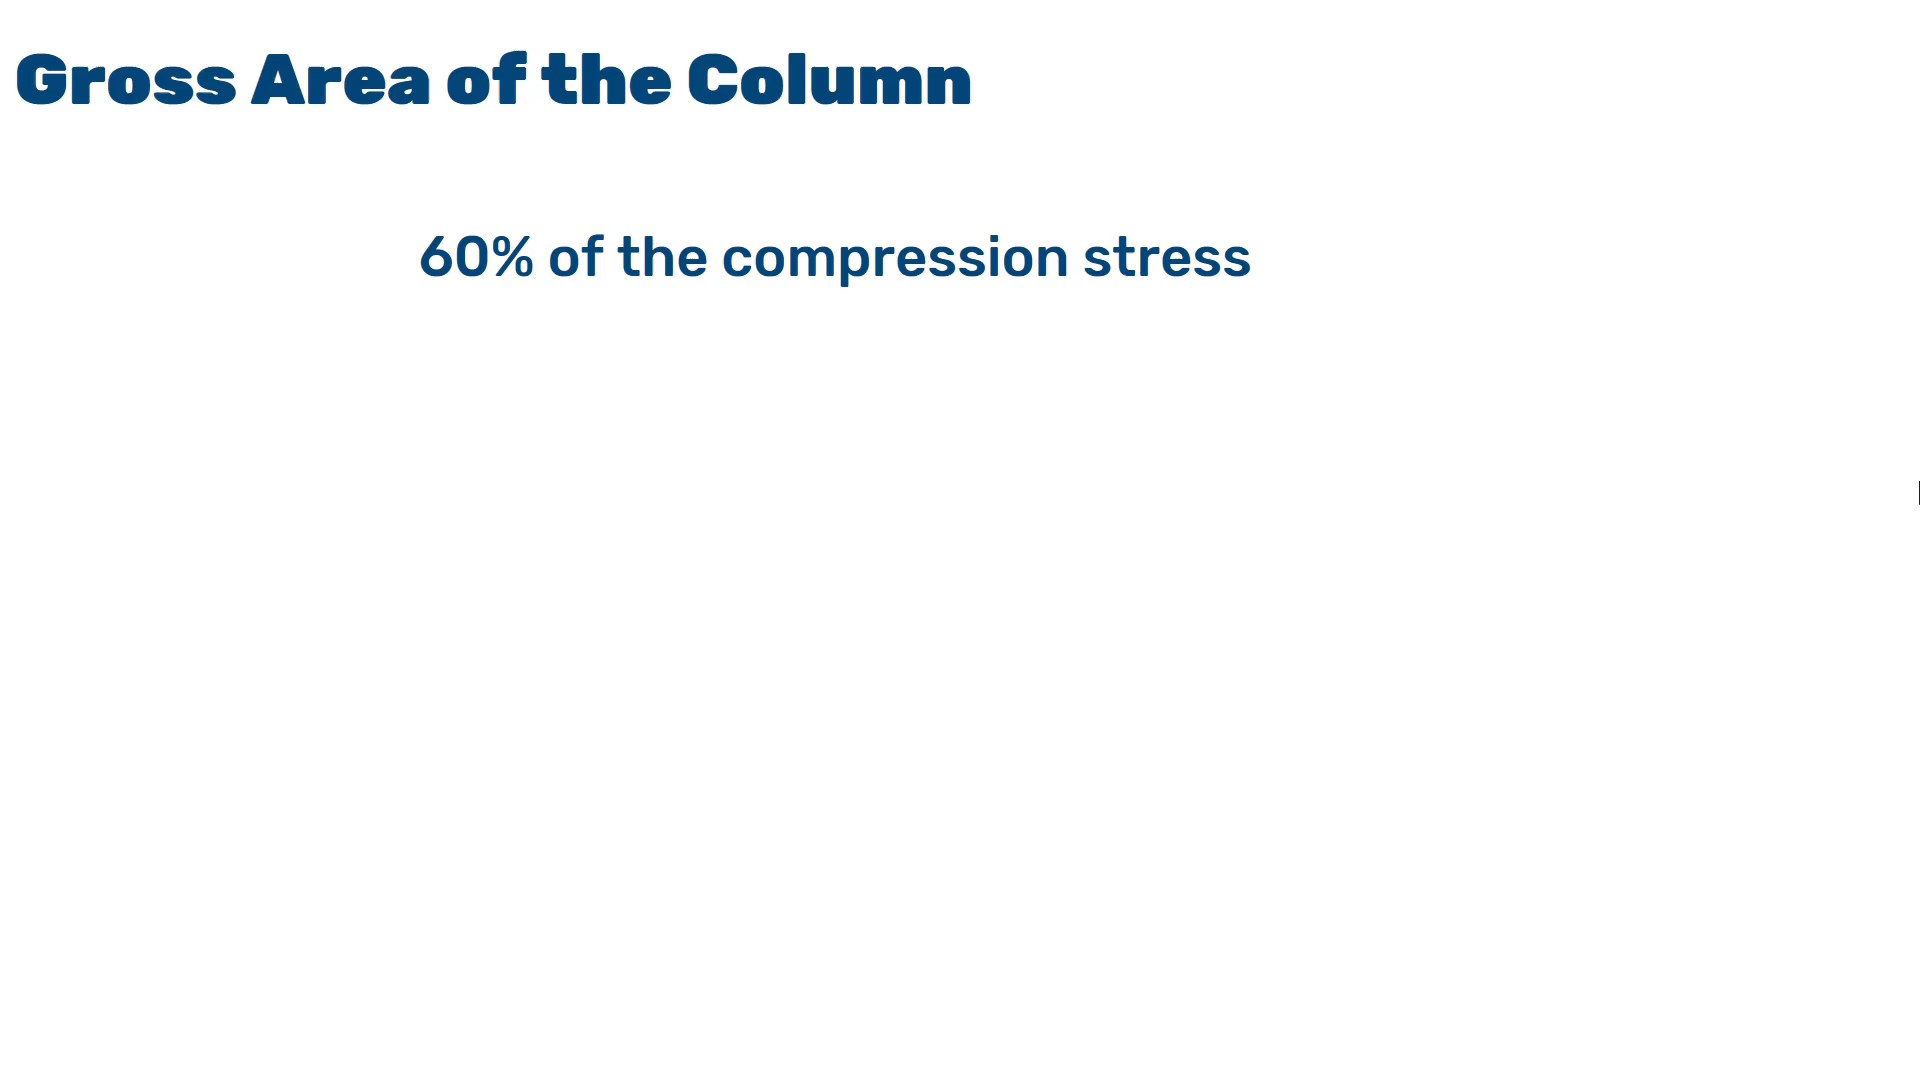 Gross Area of the Column
60% of the compression stress